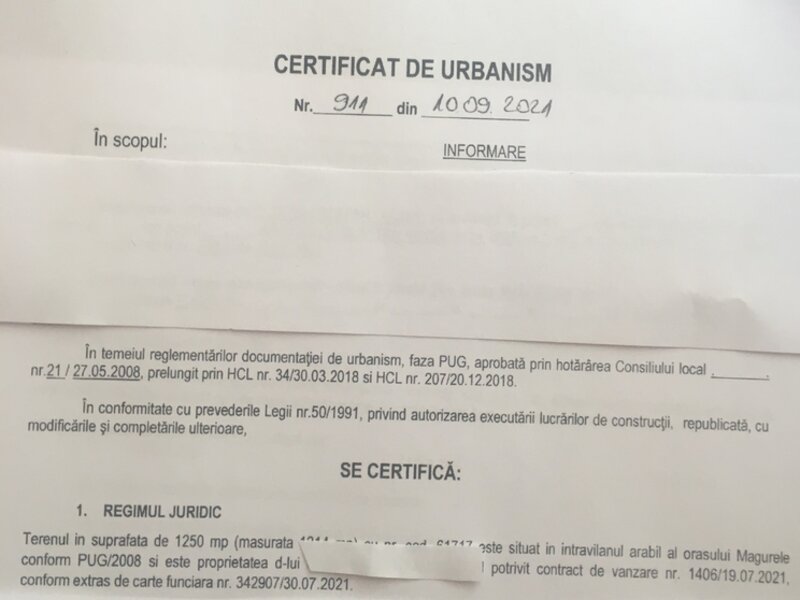 CERTIFICAT DE URBANISM
Nr. 911 din 10.09.2021
În scopul: INFORMARE
În temeiul reglementărilor documentaţiei de urbanism, faza PUG, aprobată prin hotărârea Consiliului local
nr.21 / 27.05.2008, prelungit prin HCL nr. 34/30.03.2018 si HCL nr. 207/20.12.2018.
În conformitate cu prevederile Legii nr.50/1991, privind autorizarea executării lucrărilor de construcţii, republicată, cu
modificările şi completările ulterioare,
SE CERTIFICĂ:
1. REGIMUL JURIDIC
Terenul in suprafata de 1250 mp (masurata este situat in intravilanul arabil al orasului Magurele
conform PUG/2008 si este proprietatea d-lui potrivit contract de vanzare nr. 1406/19.07.2021,
conform extras de carte funciara nr. 342907/30.07.2021.